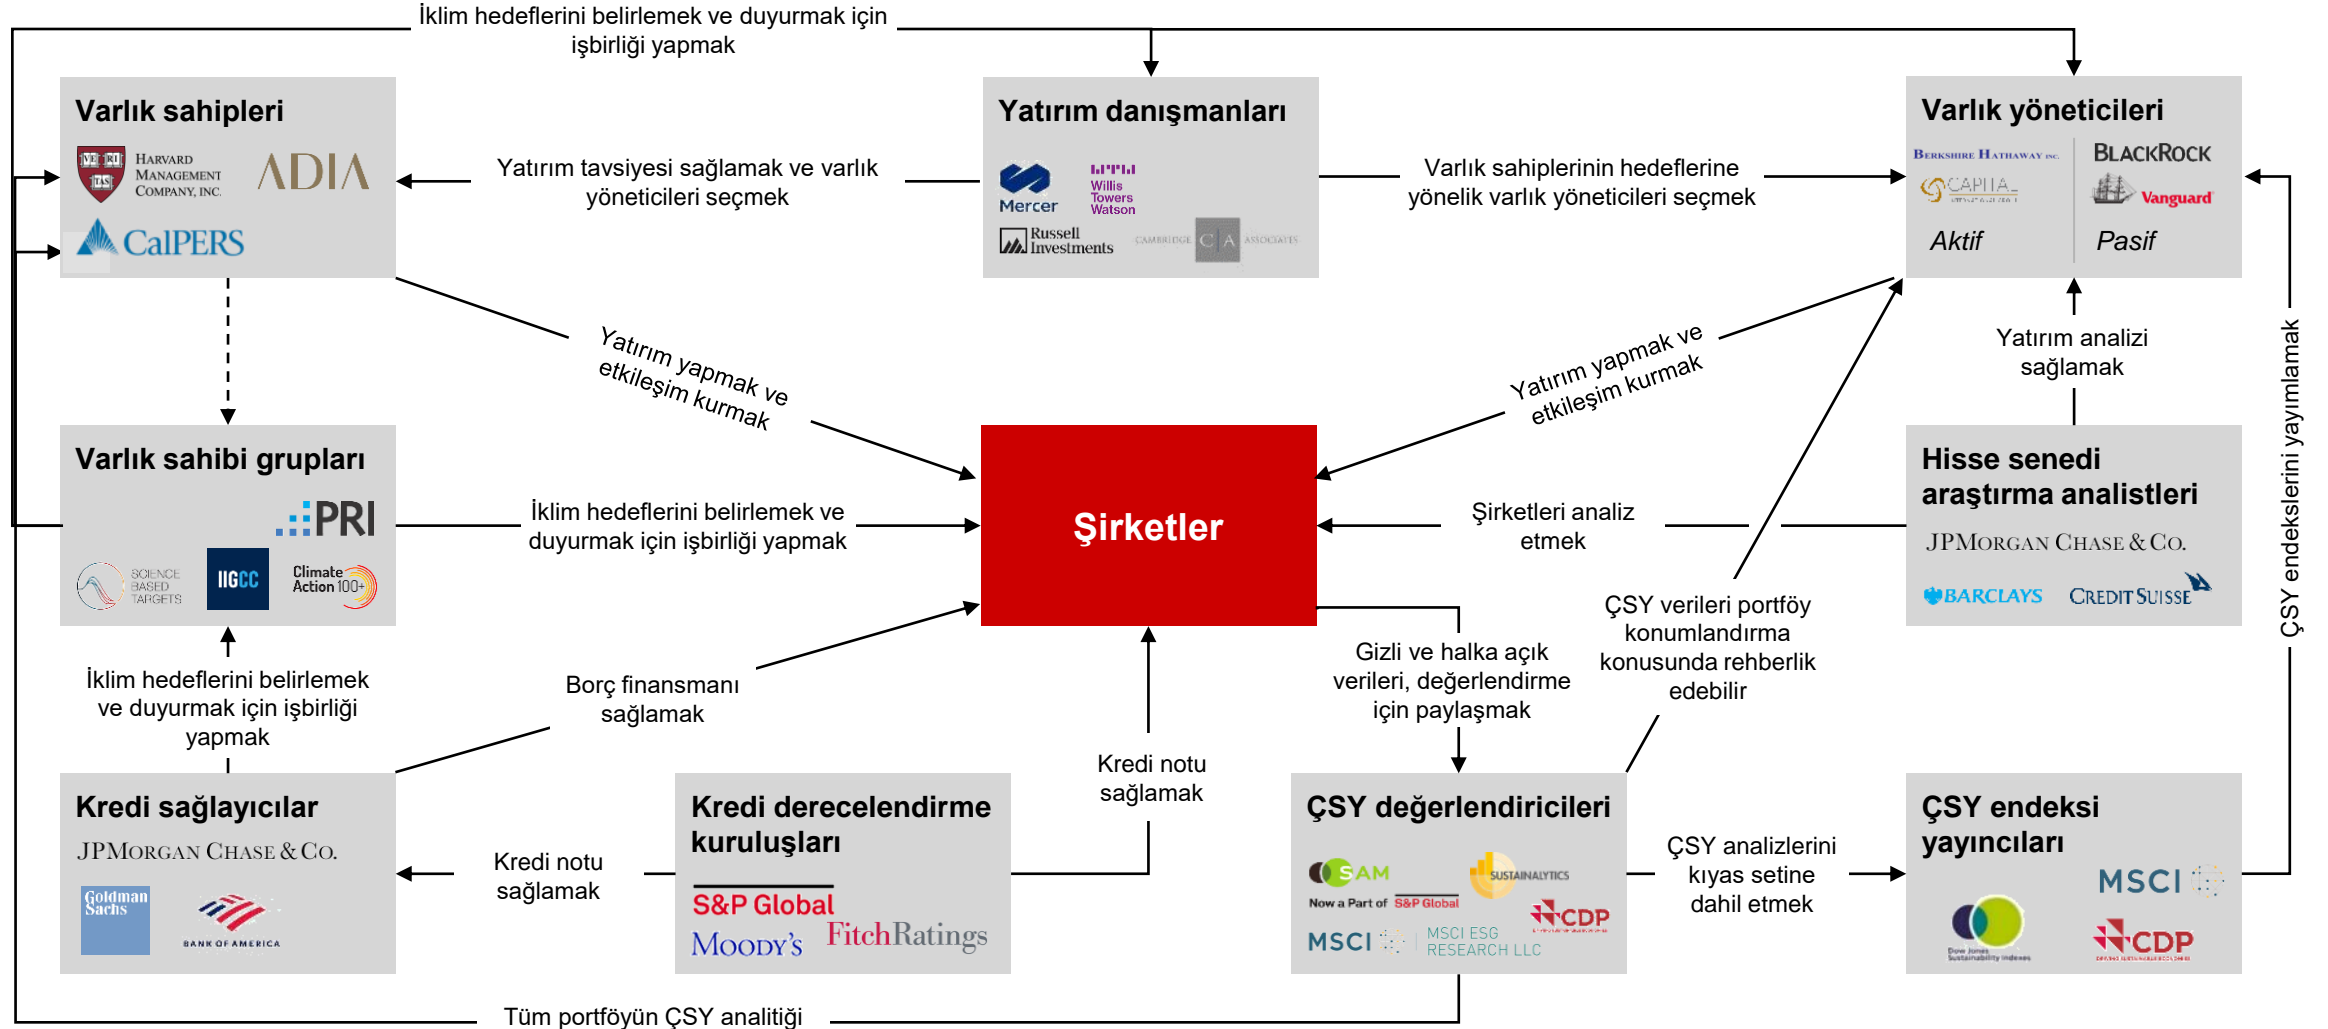 İklim hedeflerini belirlemek ve duyurmak için
işbirliği yapmak
Varlık sahipleri
VE RI TAS
HARVARD
MANAGEMENT
COMPANY, INC.
ADIA
CalPERS
Yatırım tavsiyesi sağlamak ve varlık
yöneticileri seçmek
Yatırım danışmanları
Mercer
Willis
Towers
Watson
Russell
Investments
CAMBRIDGE C|A ASSOCIATES
Varlık sahiplerinin hedeflerine
yönelik varlık yöneticileri seçmek
Varlık yöneticileri
BERKSHIRE HATHAWAY INC.
CAPITAL
Aktif
BLACKROCK
Vanguard
Pasif
Yatırım yapmak ve
etkileşim kurmak
Yatırım yapmak ve
etkileşim kurmak
Yatırım analizi
sağlamak
ÇSY endekslerini yayımlamak
Varlık sahibi grupları
PRI
SCIENCE
BASED
TARGETS
IIGCC
Climate
Action 100+
İklim hedeflerini belirlemek ve
duyurmak için işbirliği yapmak
Şirketler
Şirketleri analiz
etmek
Hisse senedi
araştırma analistleri
JPMORGAN CHASE & CO.
BARCLAYS
CREDIT SUISSE
İklim hedeflerini belirlemek
ve duyurmak için işbirliği
yapmak
Borç finansmanı
sağlamak
Kredi notu
sağlamak
Gizli ve halka açık
verileri, değerlendirme
için paylaşmak
ÇSY verileri portföy
konumlandırma
konusunda rehberlik
edebilir
Kredi sağlayıcılar
JPMORGAN CHASE & CO.
Goldman
Sachs
BANK OF AMERICA
Kredi notu
sağlamak
Kredi derecelendirme
kuruluşları
S&P Global
MOODY'S
FitchRatings
ÇSY değerlendiricileri
SAM
Now a Part of S&P Global
SUSTAINALYTICS
CDP
MSCI
MSCI ESG
RESEARCH LLC
ÇSY analizlerini
kıyas setine
dahil etmek
ÇSY endeksi
yayıncıları
MSCI
Dow Jones
Sustainability Indexes
CDP
Tüm portföyün ÇSY analitiği